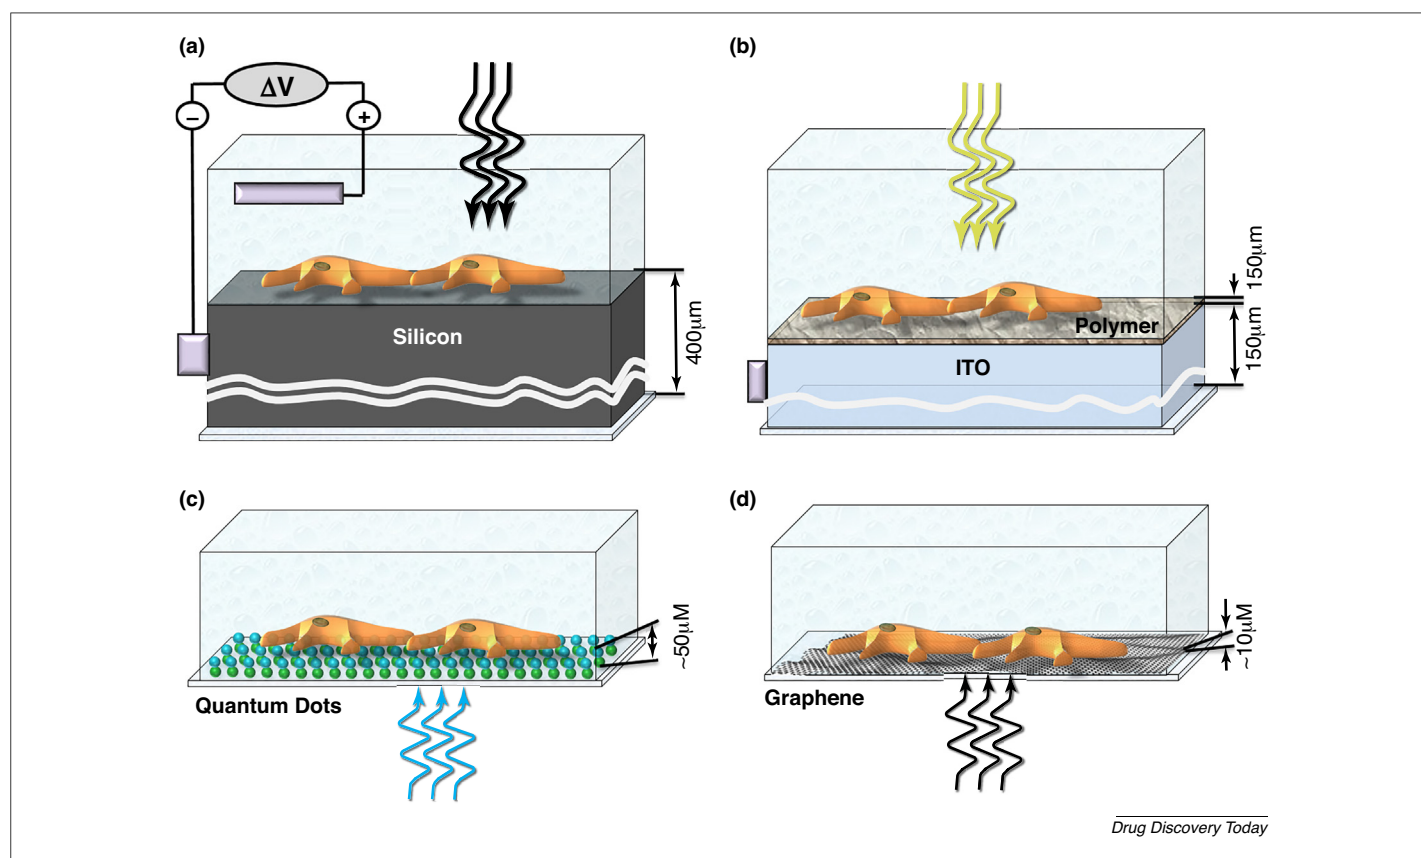 (a)
ΔV
–
+
Silicon
400μm
(b)
150μm
Polymer
150μm
ITO
(c)
~50μM
Quantum Dots
(d)
~10μM
Graphene
Drug Discovery Today